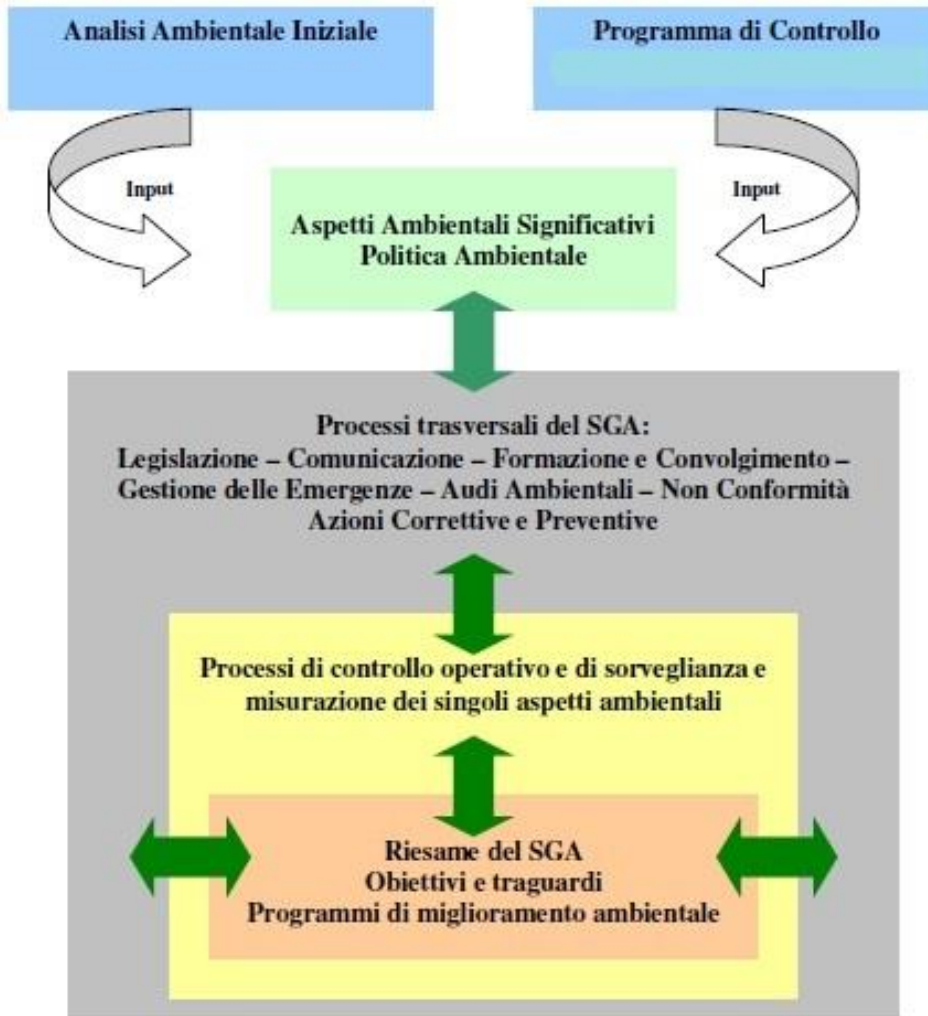 Analisi Ambientale Iniziale
Programma di Controllo
Input
Input
Aspetti Ambientali Significativi
Politica Ambientale
Processi trasversali del SGA:
Legislazione – Comunicazione – Formazione e Convolgimento –
Gestione delle Emergenze – Audi Ambientali – Non Conformità
Azioni Correttive e Preventive
Processi di controllo operativo e di sorveglianza e
misurazione dei singoli aspetti ambientali
Riesame del SGA
Obiettivi e traguardi
Programmi di miglioramento ambientale